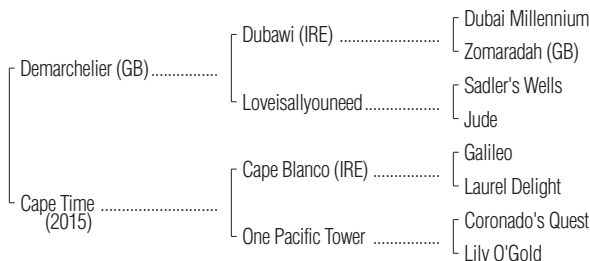 Dubai Millennium
Dubawi (IRE) ..................
Zomaradah (GB)
Demarchelier (GB) ...............
Sadler's Wells
Loveisallyouneed ...............
Jude
Galileo
Cape Blanco (IRE) ...............
Laurel Delight
Cape Time ..........................
(2015)
Coronado's Quest
One Pacific Tower ...............
Lily O'Gold